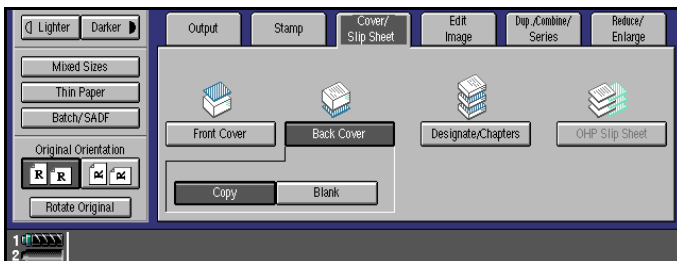 Lighter
Darker
Mixed Sizes
Thin Paper
Batch/SADF
Original Orientation
R R R R
Rotate Original
Output
Stamp
Cover/
Slip Sheet
Edit
Image
Dup./Combine/
Series
Reduce/
Enlarge
Front Cover
Back Cover
Designate/Chapters
OHP Slip Sheet
Copy
Blank
1
2